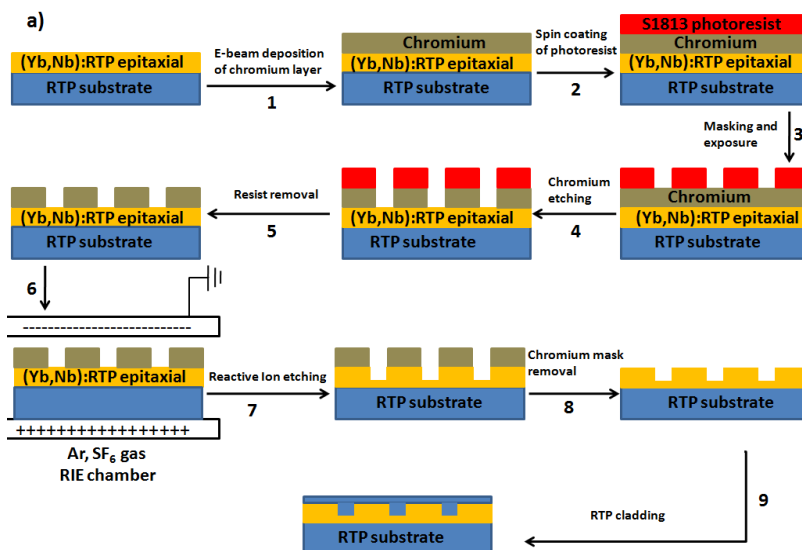 a)
(Yb,Nb):RTP epitaxial
RTP substrate
E-beam deposition
of chromium layer
1
Chromium
(Yb,Nb):RTP epitaxial
RTP substrate
Spin coating
of photoresist
2
S1813 photoresist
Chromium
(Yb,Nb):RTP epitaxial
RTP substrate
Masking and
exposure
3
Chromium
(Yb,Nb):RTP epitaxial
RTP substrate
Chromium
etching
4
(Yb,Nb):RTP epitaxial
RTP substrate
Resist removal
5
(Yb,Nb):RTP epitaxial
RTP substrate
6
---------------------------
(Yb,Nb):RTP epitaxial
+++++++++++++++++
Ar, SF6 gas
RIE chamber
Reactive Ion etching
7
RTP substrate
Chromium mask
removal
8
RTP substrate
9
RTP cladding
RTP substrate